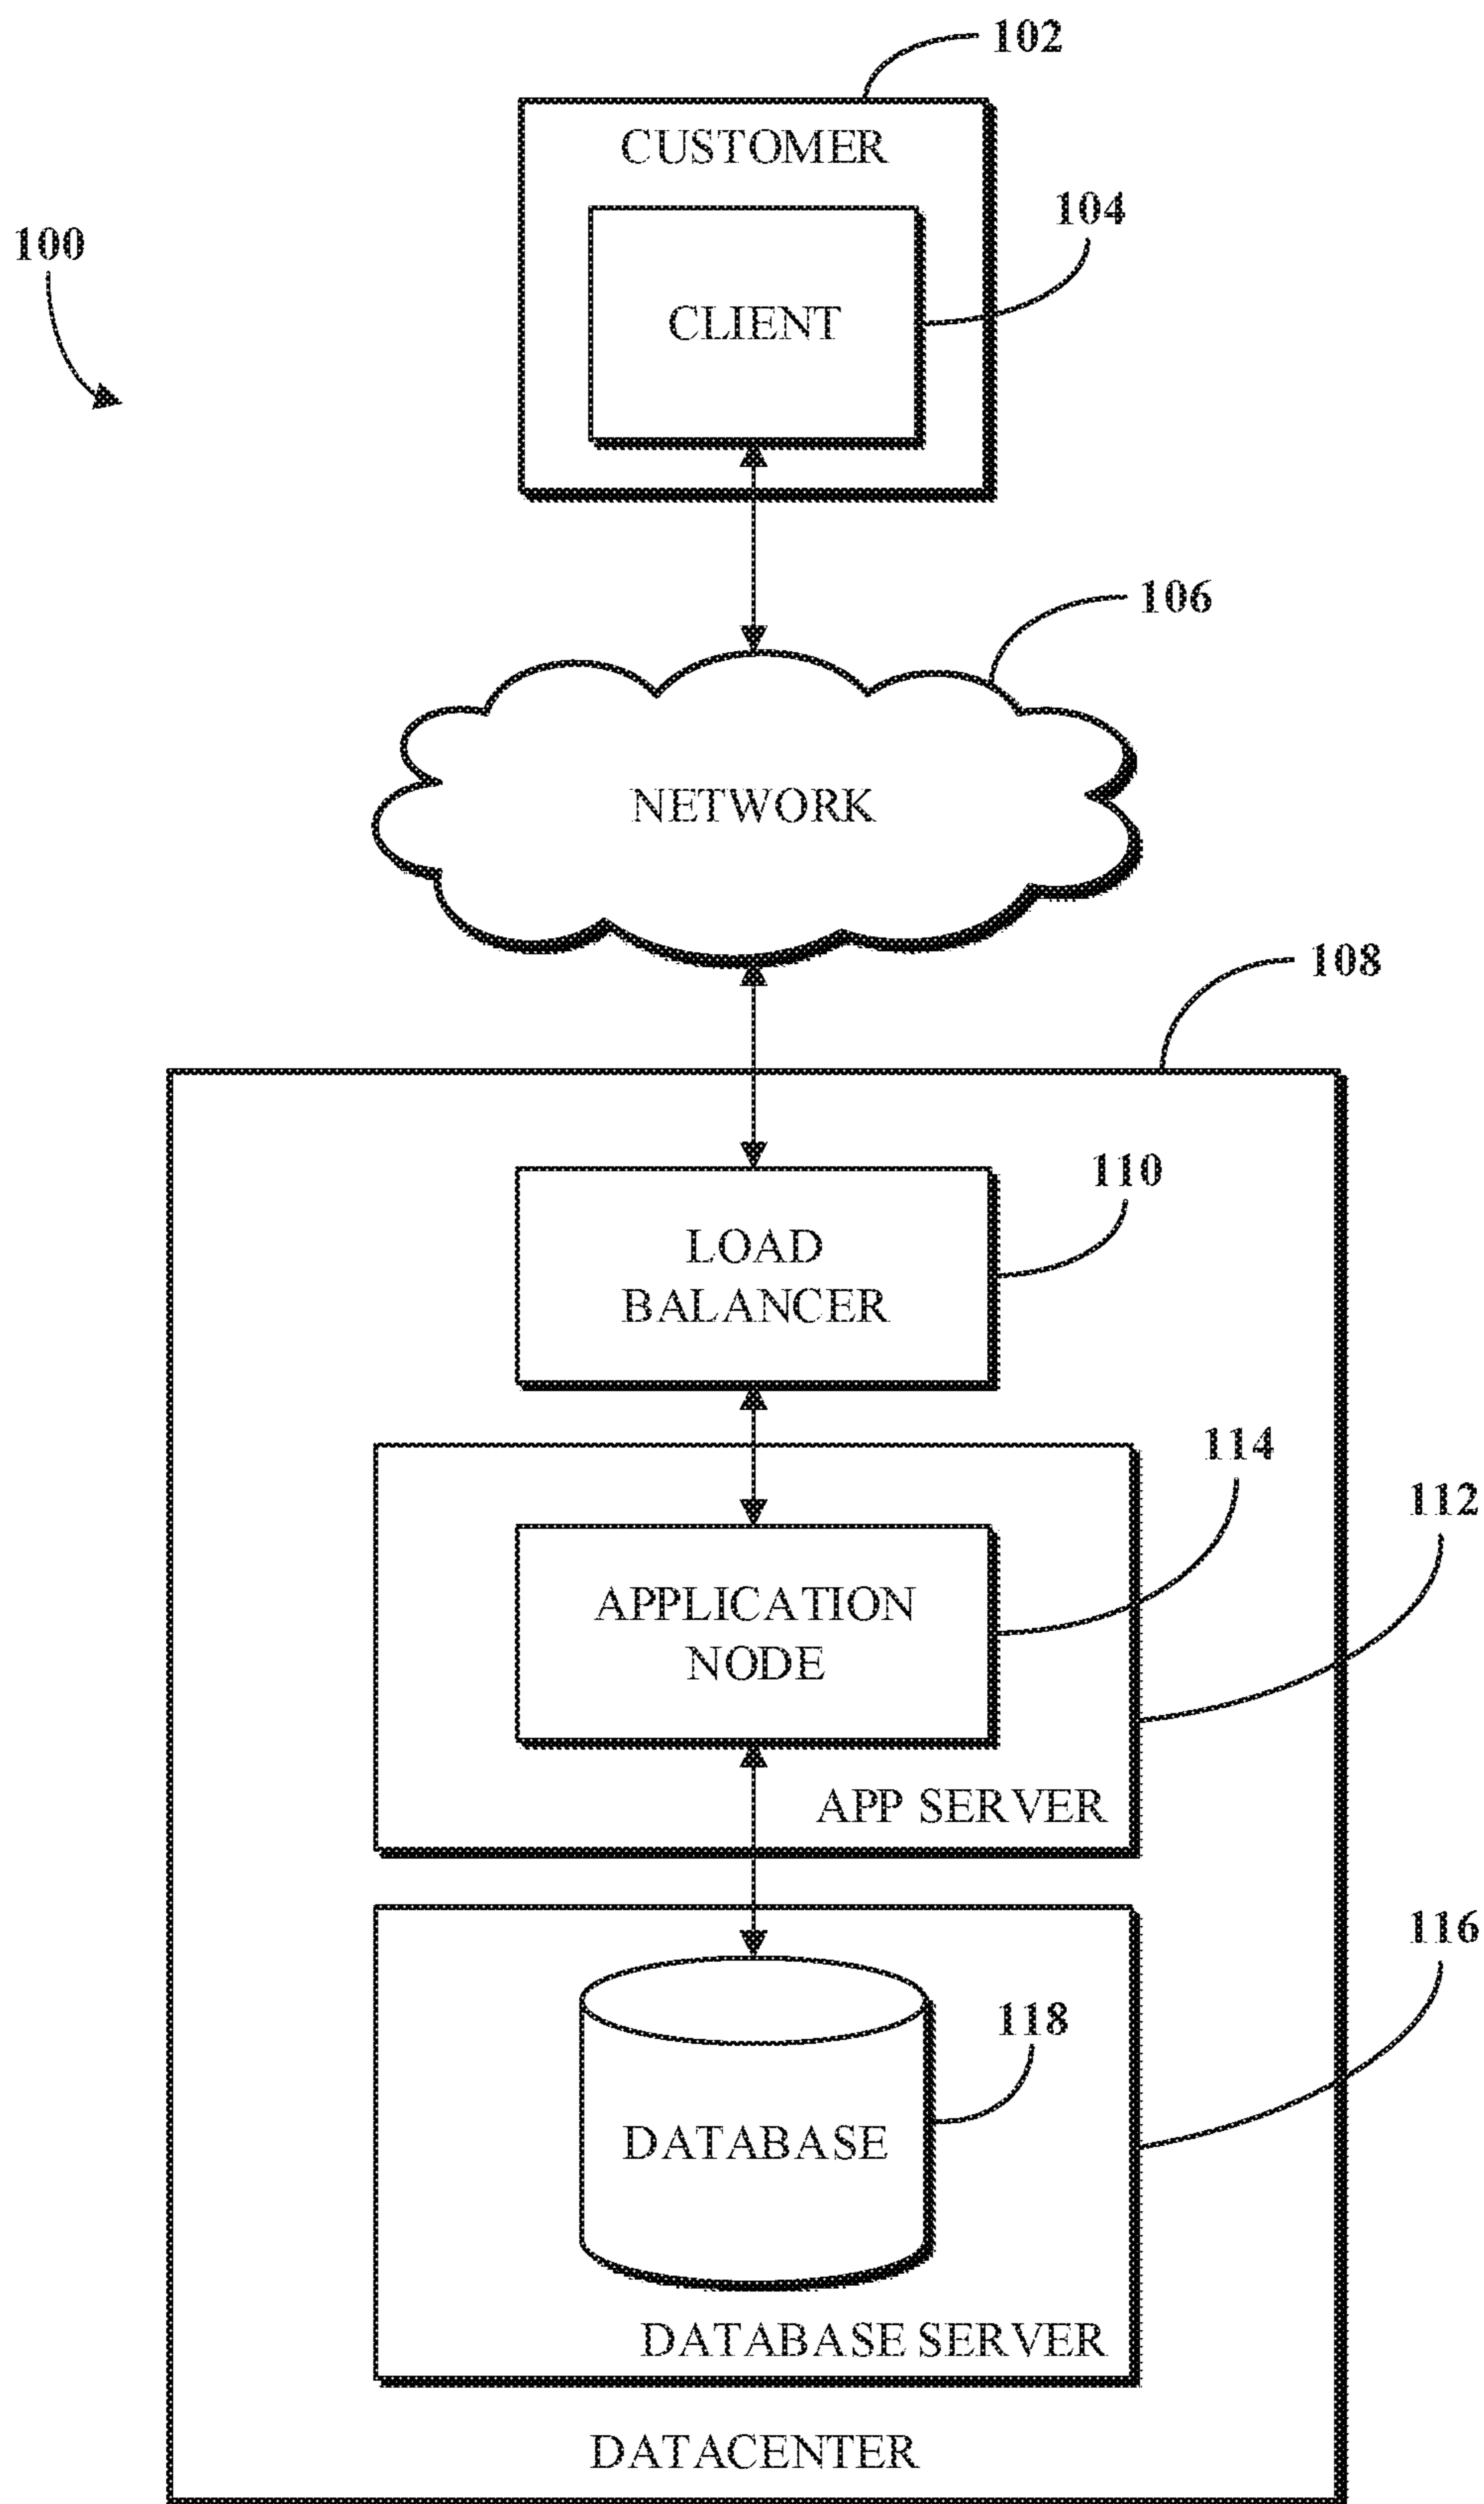 102
CUSTOMER
104
100
CLIENT
106
NETWORK
108
110
LOAD
BALANCER
114
112
APPLICATION
NODE
APP SERVER
116
118
DATABASE
DATABASE SERVER
DATACENTER